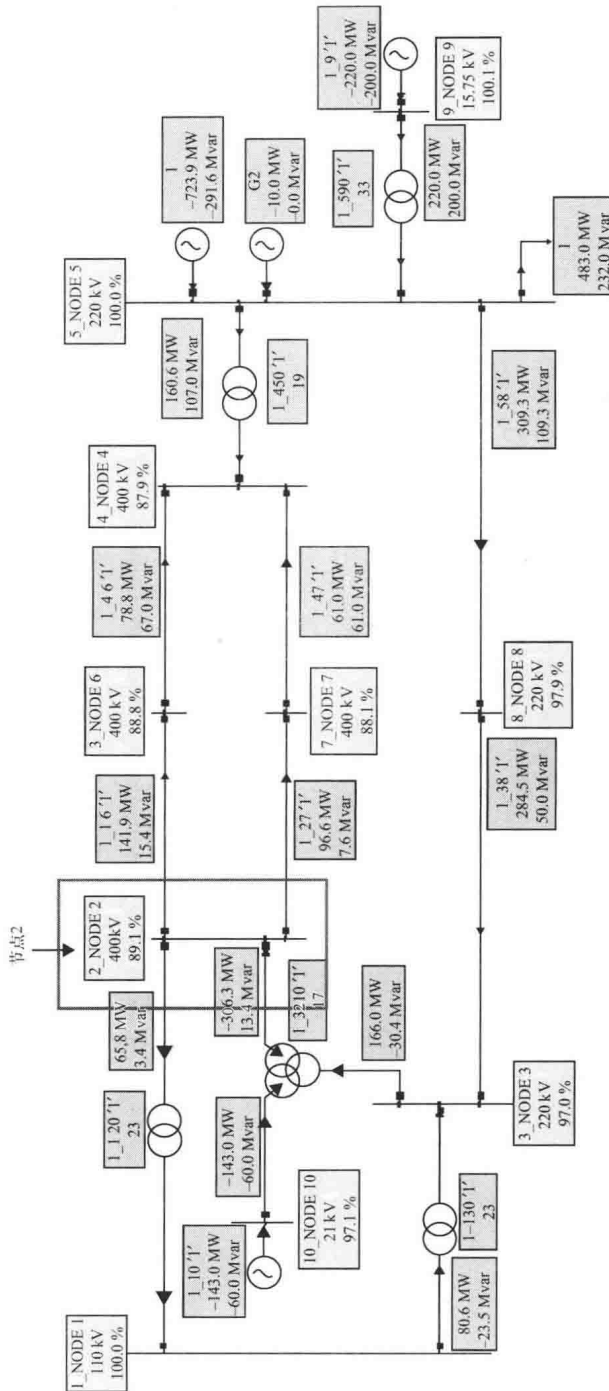 节点2
1_NODE 1
110 kV
100.0 %
65.8 MW
3.4 Mvar
1_1 20 '1'
23
2_NODE 2
400kV
89.1 %
1_1 6 '1'
141.9 MW
15.4 Mvar
3_NODE 6
400 kV
88.8 %
1_4 6 '1'
78.8 MW
67.0 Mvar
4_NODE 4
400 kV
87.9 %
160.6 MW
107.0 Mvar
1_450 '1'
19
5_NODE 5
220 kV
100.0 %
1
−723.9 MW
−291.6 Mvar
G2
−10.0 MW
−0.0 Mvar
1_9 '1'
−220.0 MW
−200.0 Mvar
1_590 '1'
33
220.0 MW
200.0 Mvar
9_NODE 9
15.75 kV
100.1 %
1
483.0 MW
232.0 Mvar
−306.3 MW
13.4 Mvar
1_3210 '1'
17
1_27 '1'
96.6 MW
7.6 Mvar
7_NODE 7
400 kV
88.1 %
1_47 '1'
61.0 MW
61.0 Mvar
1_10 '1'
−143.0 MW
−60.0 Mvar
−143.0 MW
−60.0 Mvar
10_NODE 10
21 kV
97.1 %
166.0 MW
−30.4 Mvar
80.6 MW
−23.5 Mvar
1−130 '1'
23
3_NODE 3
220 kV
97.0 %
1_38 '1'
284.5 MW
50.0 Mvar
8_NODE 8
220 kV
97.9 %
1_58 '1'
309.3 MW
109.3 Mvar